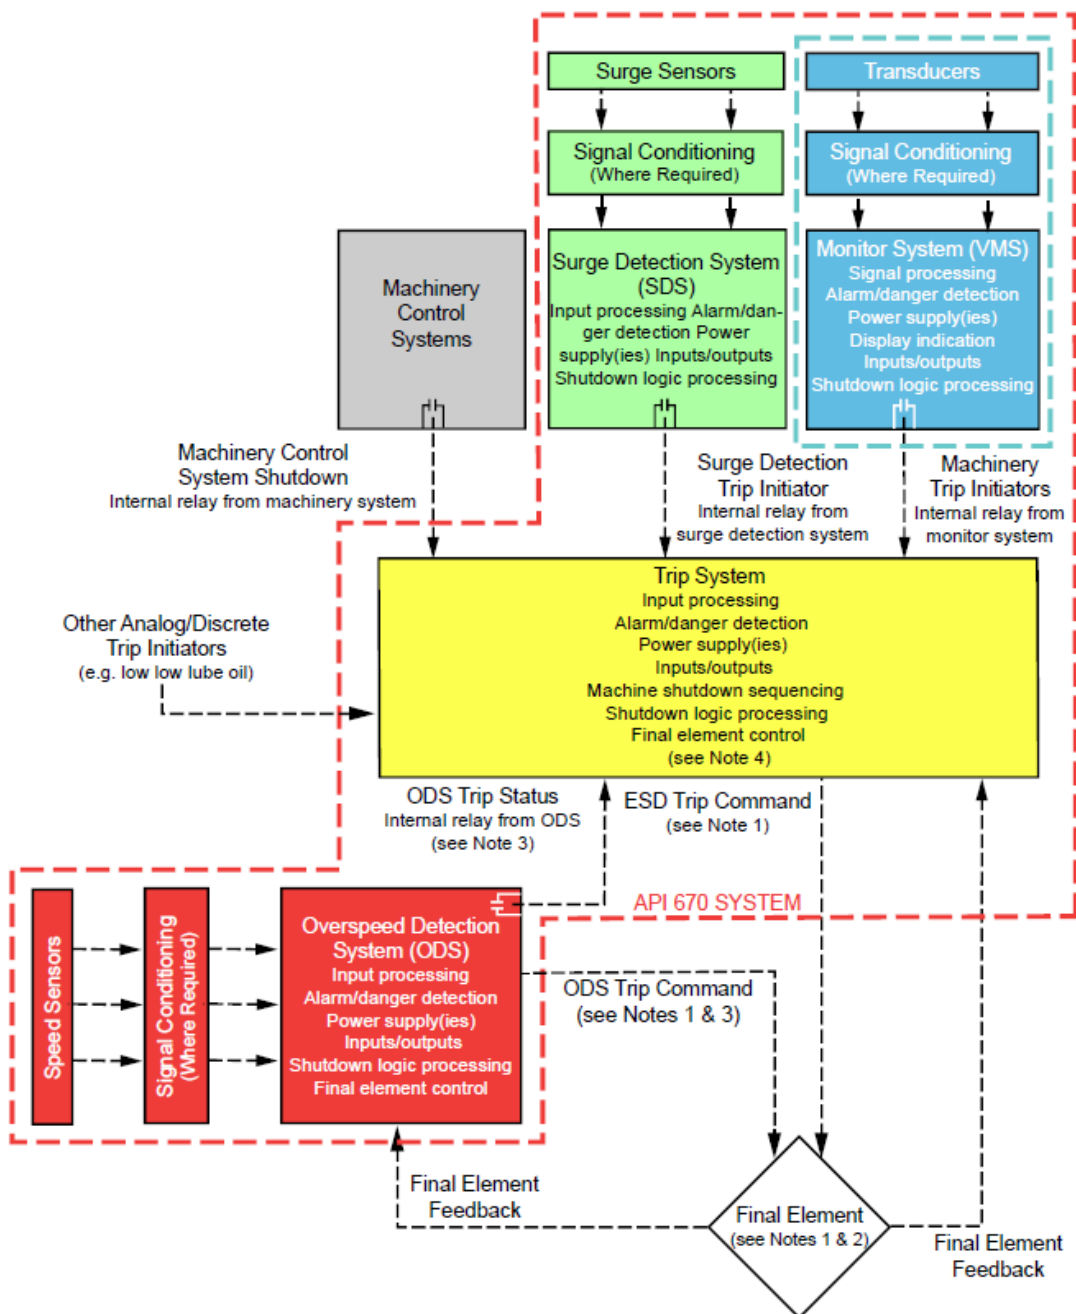 Surge Sensors
Transducers
Signal Conditioning
(Where Required)
Signal Conditioning
(Where Required)
Machinery
Control
Systems
Surge Detection System
(SDS)
Input processing Alarm/dan-
ger detection Power
supply(ies) Inputs/outputs
Shutdown logic processing
Monitor System (VMS)
Signal processing
Alarm/danger detection
Power supply(ies)
Display indication
Inputs/outputs
Shutdown logic processing
Machinery Control
System Shutdown
Internal relay from machinery system
Surge Detection
Trip Initiator
Internal relay from
surge detection system
Machinery
Trip Initiators
Internal relay from
monitor system
Other Analog/Discrete
Trip Initiators
(e.g. low low lube oil)
Trip System
Input processing
Alarm/danger detection
Power supply(ies)
Inputs/outputs
Machine shutdown sequencing
Shutdown logic processing
Final element control
(see Note 4)
ODS Trip Status
Internal relay from ODS
(see Note 3)
ESD Trip Command
(see Note 1)
API 670 SYSTEM
Speed Sensors
Signal Conditioning
(Where Required)
Overspeed Detection
System (ODS)
Input processing
Alarm/danger detection
Power supply(ies)
Inputs/outputs
Shutdown logic processing
Final element control
ODS Trip Command
(see Notes 1 & 3)
Final Element
Feedback
Final Element
(see Notes 1 & 2)
Final Element
Feedback